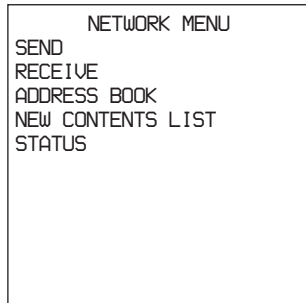 NETWORK MENU
SEND
RECEIVE
ADDRESS BOOK
NEW CONTENTS LIST
STATUS